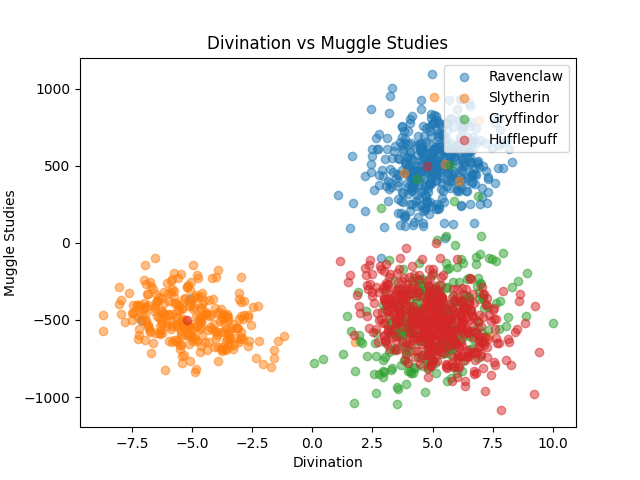 Divination vs Muggle Studies
Ravenclaw
Slytherin
Gryffindor
Hufflepuff
Muggle Studies
1000
500
0
−500
−1000
−7.5
−5.0
−2.5
0.0
2.5
5.0
7.5
10.0
Divination